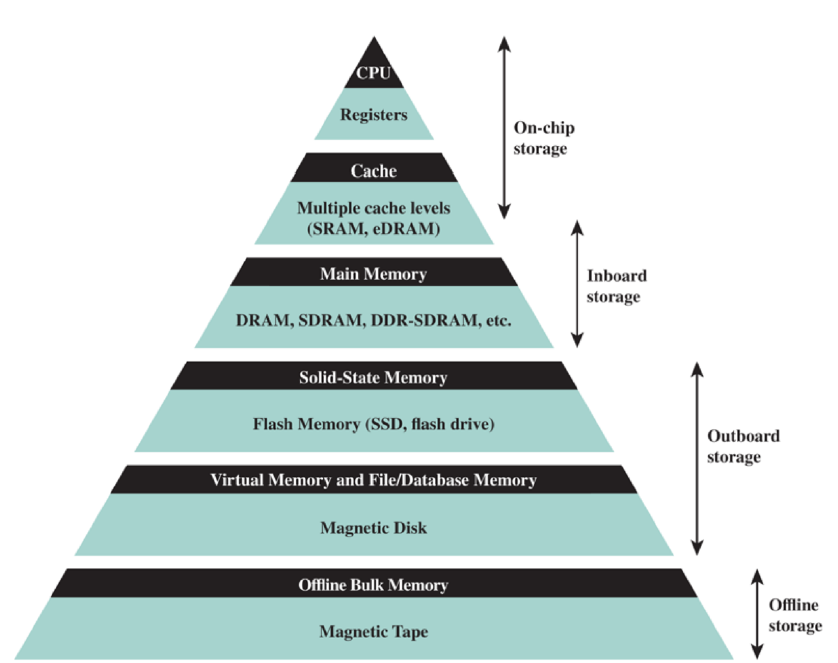 CPU
Registers
On-chip
storage
Cache
Multiple cache levels
(SRAM, eDRAM)
Inboard
storage
Main Memory
DRAM, SDRAM, DDR-SDRAM, etc.
Solid-State Memory
Flash Memory (SSD, flash drive)
Outboard
storage
Virtual Memory and File/Database Memory
Magnetic Disk
Offline Bulk Memory
Magnetic Tape
Offline
storage